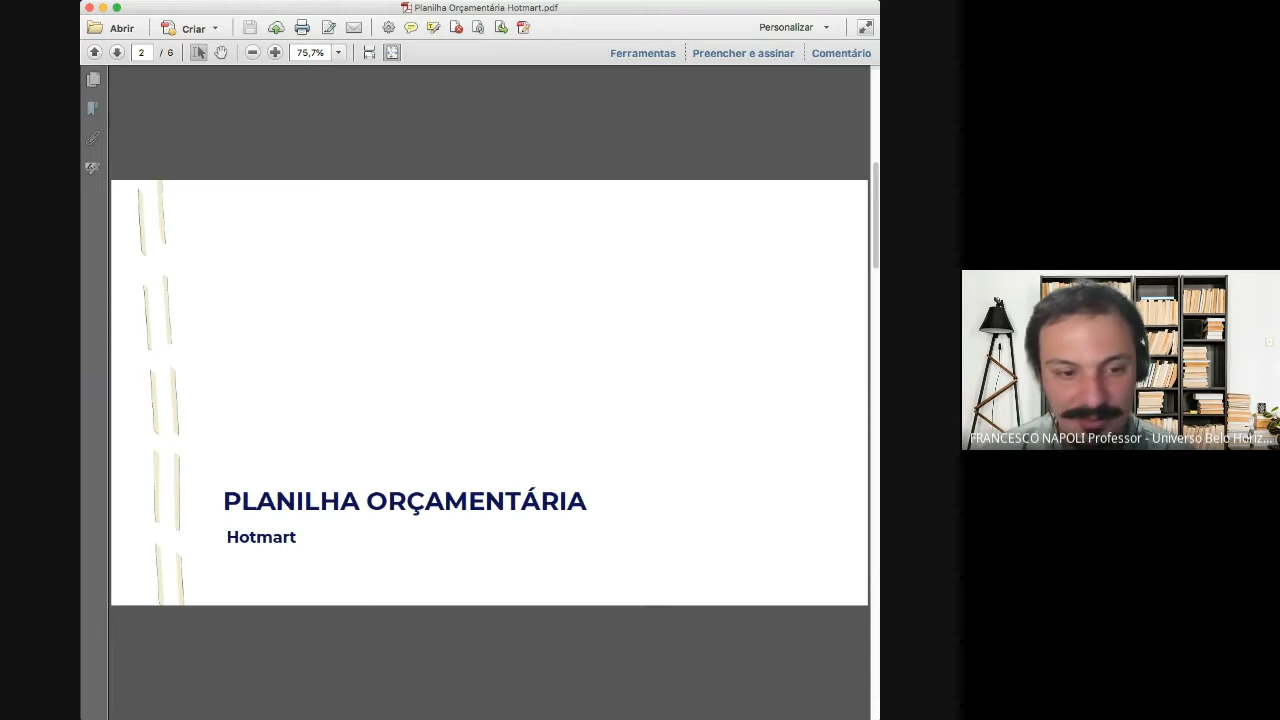 Planilha Orçamentária Hotmart.pdf
Abrir
Criar
Personalizar
2 / 6
75,7%
Ferramentas
Preencher e assinar
Comentário
PLANILHA ORÇAMENTÁRIA
Hotmart
FRANCESCO NAPOLI Professor - Universo Belo Horiz...